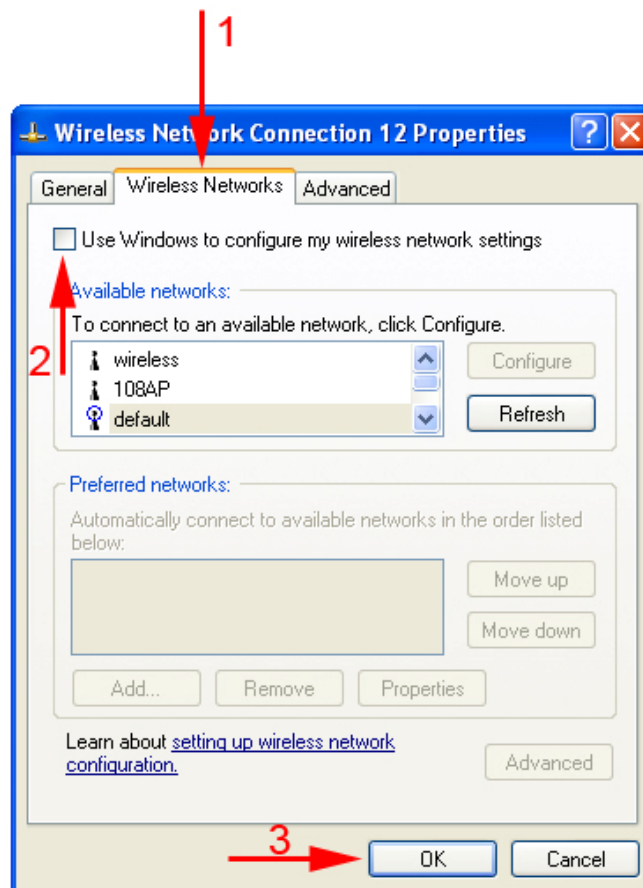 1
Wireless Network Connection 12 Properties
General Wireless Networks Advanced
Use Windows to configure my wireless network settings
2
Available networks:
To connect to an available network, click Configure.
wireless
108AP
default
Configure
Refresh
Preferred networks:
Automatically connect to available networks in the order listed
below:
Move up
Move down
Add... Remove Properties
Learn about setting up wireless network
configuration.
Advanced
3
OK Cancel